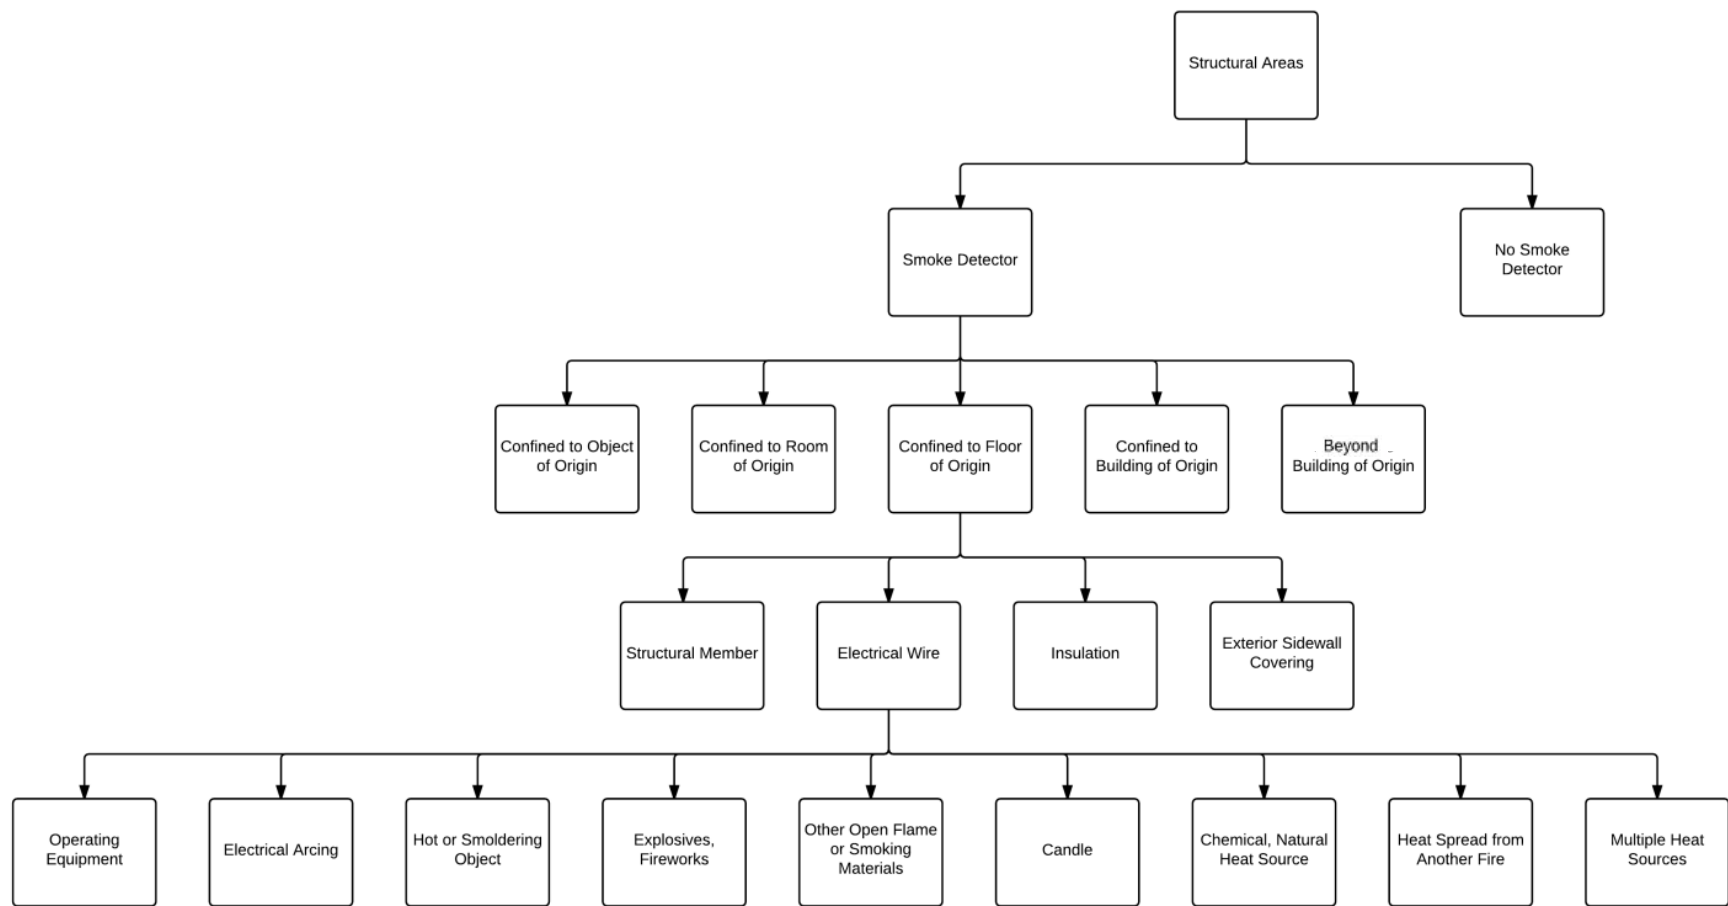 Structural Areas
Smoke Detector
No Smoke
Detector
Confined to Object
of Origin
Confined to Room
of Origin
Confined to Floor
of Origin
Confined to
Building of Origin
Beyond
Building of Origin
Structural Member
Electrical Wire
Insulation
Exterior Sidewall
Covering
Operating
Equipment
Electrical Arcing
Hot or Smoldering
Object
Explosives,
Fireworks
Other Open Flame
or Smoking
Materials
Candle
Chemical, Natural
Heat Source
Heat Spread from
Another Fire
Multiple Heat
Sources